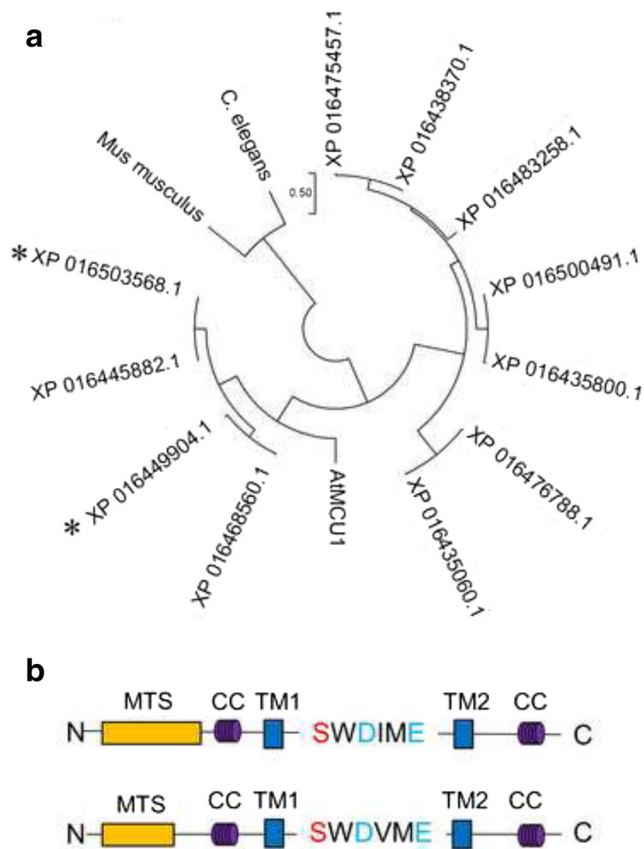 a
XP 016475457.1
XP 016438370.1
XP 016483258.1
XP 016500491.1
XP 016435800.1
XP 016476788.1
XP 016435060.1
AtMCU1
XP 016468560.1
* XP 016449904.1
XP 016445882.1
* XP 016503568.1
Mus musculus
C. elegans
0.50
b
MTS CC TM1 TM2 CC
N SWDIME C
MTS CC TM1 TM2 CC
N SWDVME C